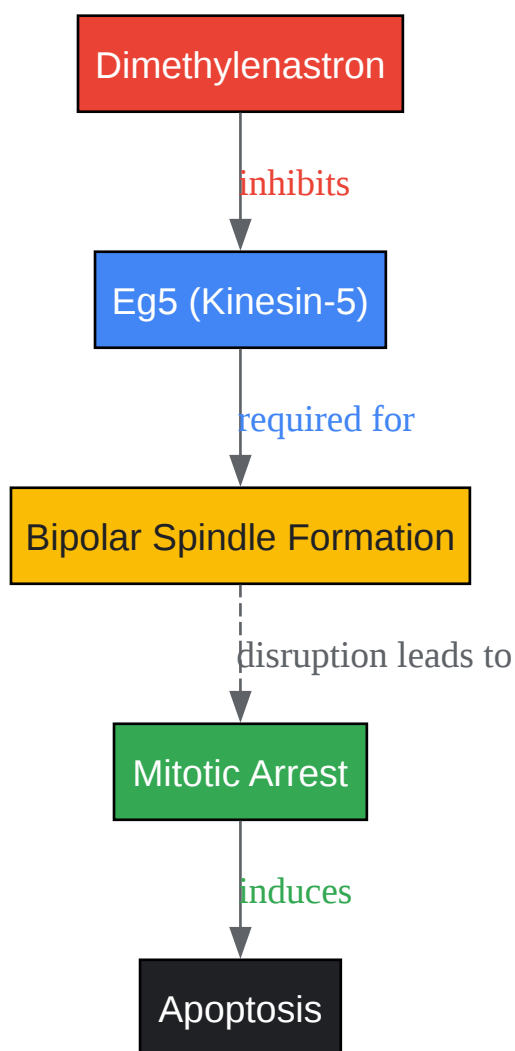 Dimethylenastron
inhibits
Eg5 (Kinesin-5)
required for
Bipolar Spindle Formation
disruption leads to
Mitotic Arrest
induces
Apoptosis